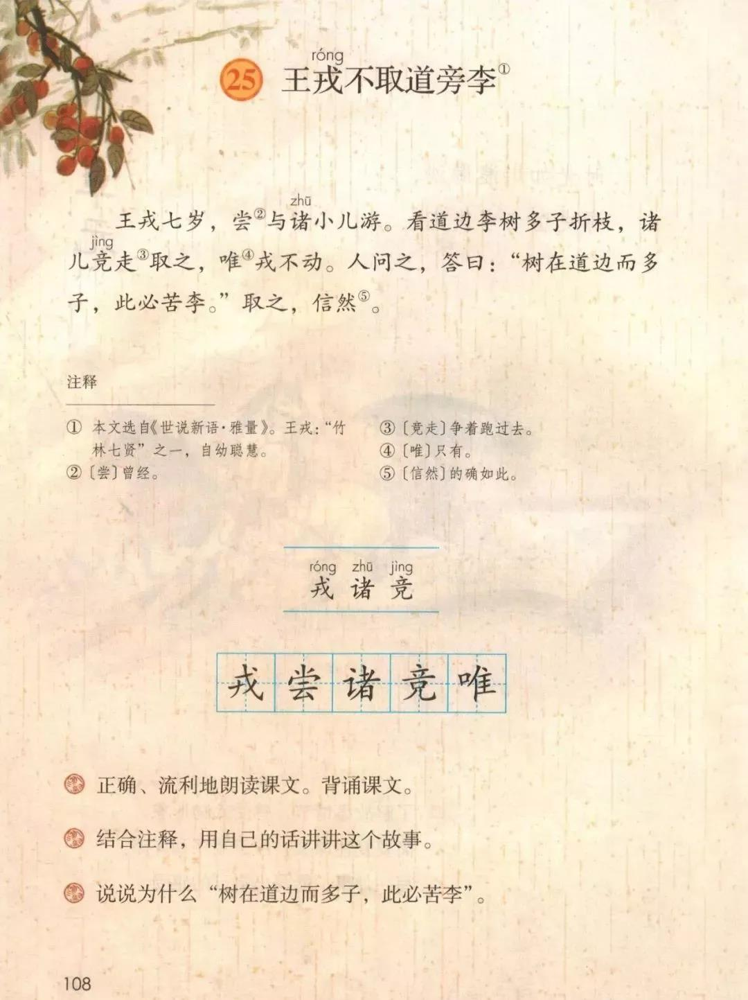 róng
25 王戎不取道旁李①
zhū
王戎七岁，尝②与诸小儿游。看道边李树多子折枝，诸
jìng
儿竞走③取之，唯④戎不动。人问之，答曰：“树在道边而多
子，此必苦李。”取之，信然⑤。
注释
① 本文选自《世说新语·雅量》。王戎：“竹
林七贤”之一，自幼聪慧。
② 〔尝〕曾经。
③ 〔竞走〕争着跑过去。
④ 〔唯〕只有。
⑤ 〔信然〕的确如此。
róng zhū jìng
戎 诸 竞
戎 尝 诸 竞 唯
正确、流利地朗读课文。背诵课文。
结合注释，用自己的话讲讲这个故事。
说说为什么“树在道边而多子，此必苦李”。
108